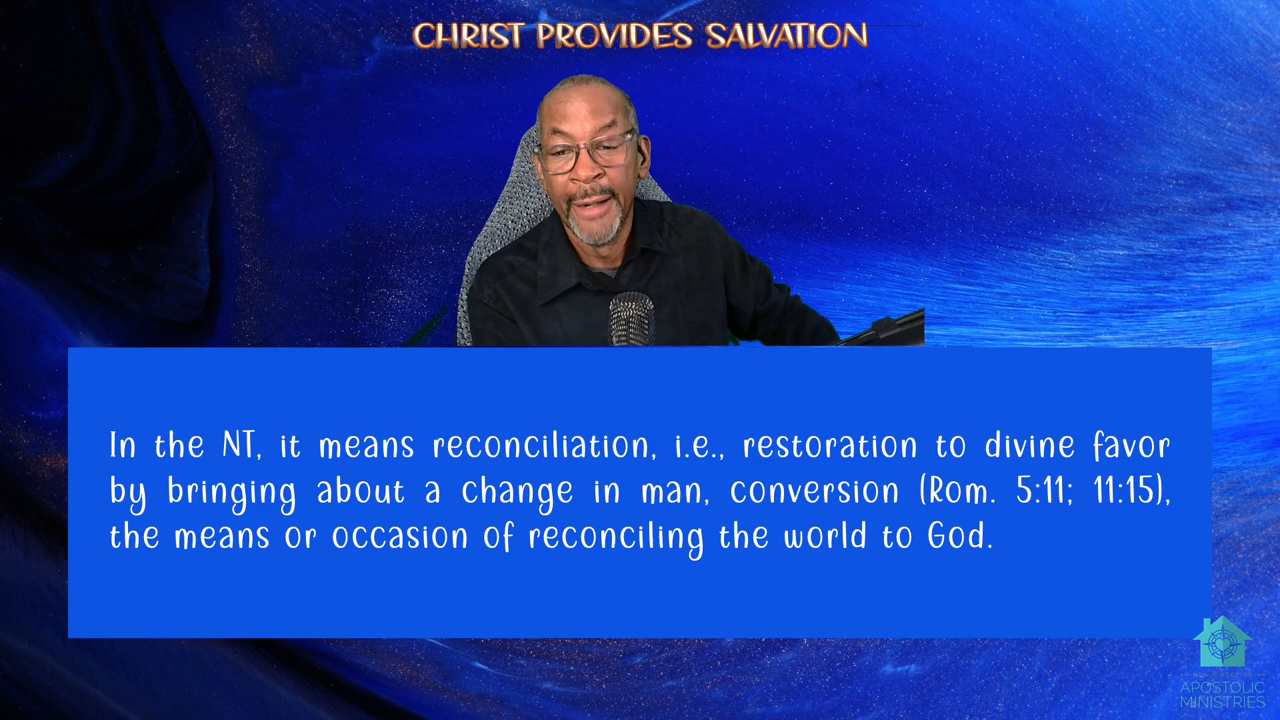 CHRIST PROVIDES SALVATION
In the NT, it means reconciliation, i.e., restoration to divine favor
by bringing about a change in man, conversion (Rom. 5:11; 11:15),
the means or occasion of reconciling the world to God.
APOSTOLIC
MINISTRIES